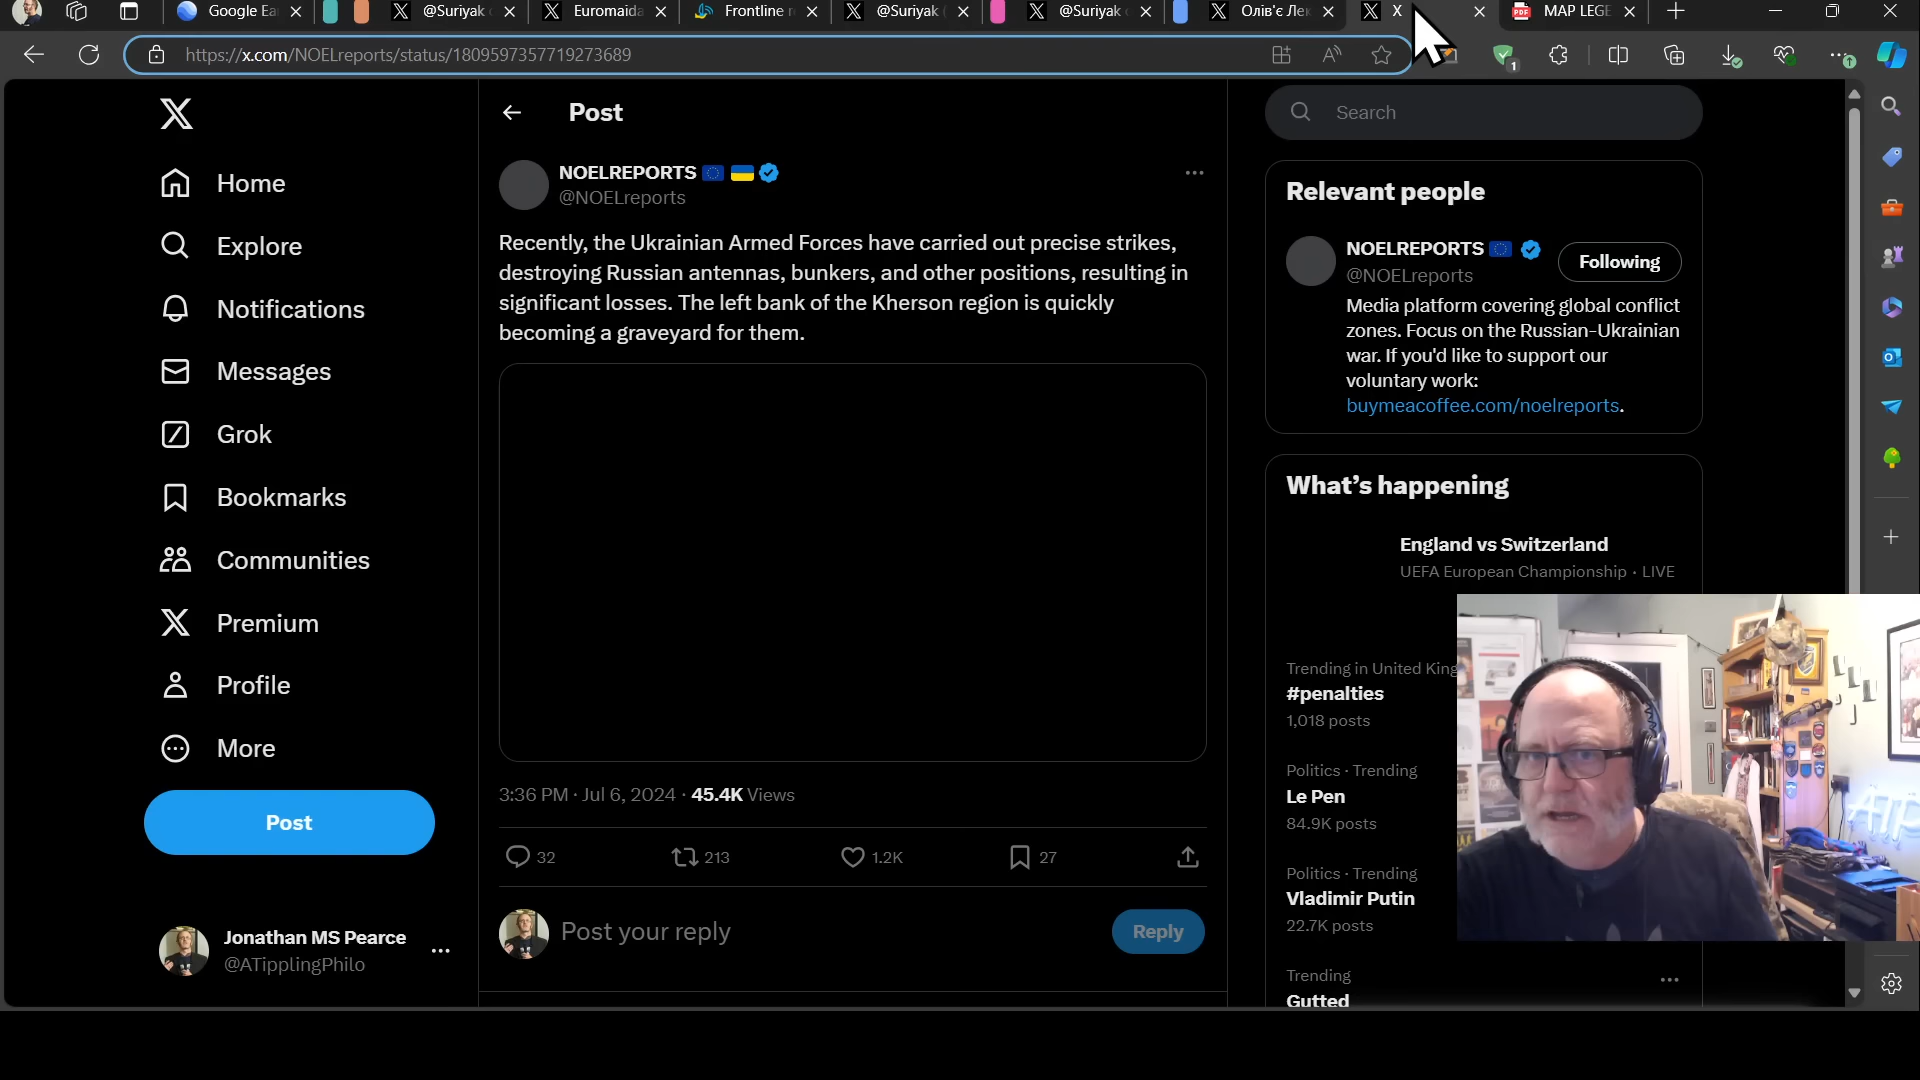 Google Ea
@Suriyak
Euromaida
Frontline r
@Suriyak
@Suriyak
Олів'є Лек
X
MAP LEGE
https://x.com/NOELreports/status/1809597357719273689
1
Post
Search
NOELREPORTS
@NOELreports
Recently, the Ukrainian Armed Forces have carried out precise strikes,
destroying Russian antennas, bunkers, and other positions, resulting in
significant losses. The left bank of the Kherson region is quickly
becoming a graveyard for them.
3:36 PM · Jul 6, 2024 · 45.4K Views
32
213
1.2K
27
Post your reply
Reply
Home
Explore
Notifications
Messages
Grok
Bookmarks
Communities
Premium
Profile
More
Post
Jonathan MS Pearce
@ATipplingPhilo
Relevant people
NOELREPORTS
@NOELreports
Following
Media platform covering global conflict
zones. Focus on the Russian-Ukrainian
war. If you'd like to support our
voluntary work:
buymeacoffee.com/noelreports.
What's happening
England vs Switzerland
UEFA European Championship · LIVE
Trending in United King
#penalties
1,018 posts
Politics · Trending
Le Pen
84.9K posts
Politics · Trending
Vladimir Putin
22.7K posts
Trending
Gutted
ATP